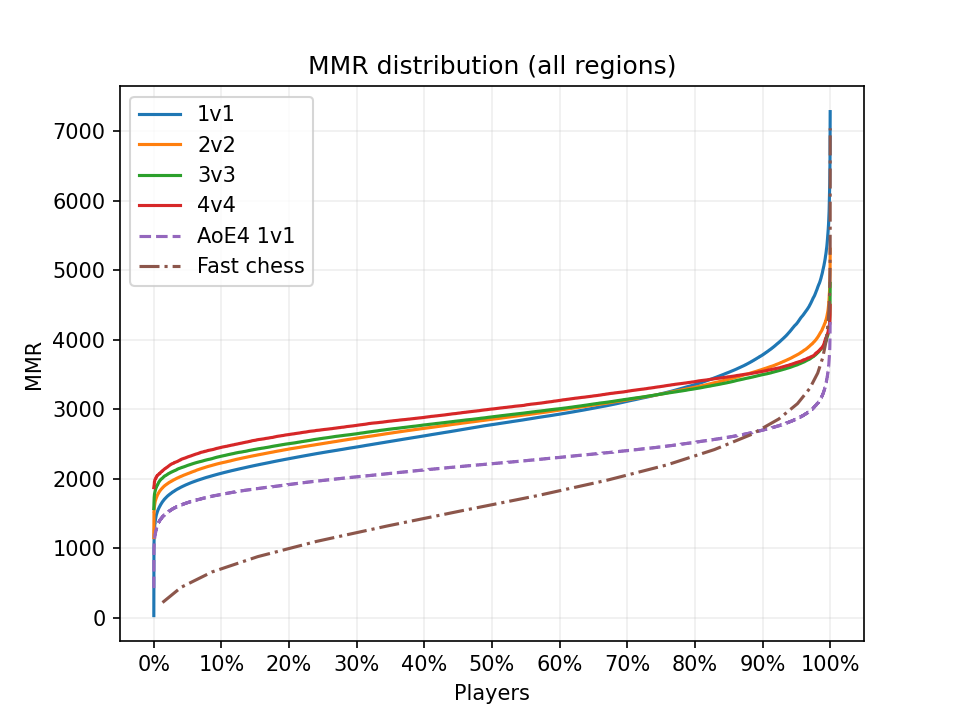 MMR distribution (all regions)
1v1
2v2
3v3
4v4
AoE4 1v1
Fast chess
7000
6000
5000
4000
3000
2000
1000
0
MMR
0% 10% 20% 30% 40% 50% 60% 70% 80% 90% 100%
Players